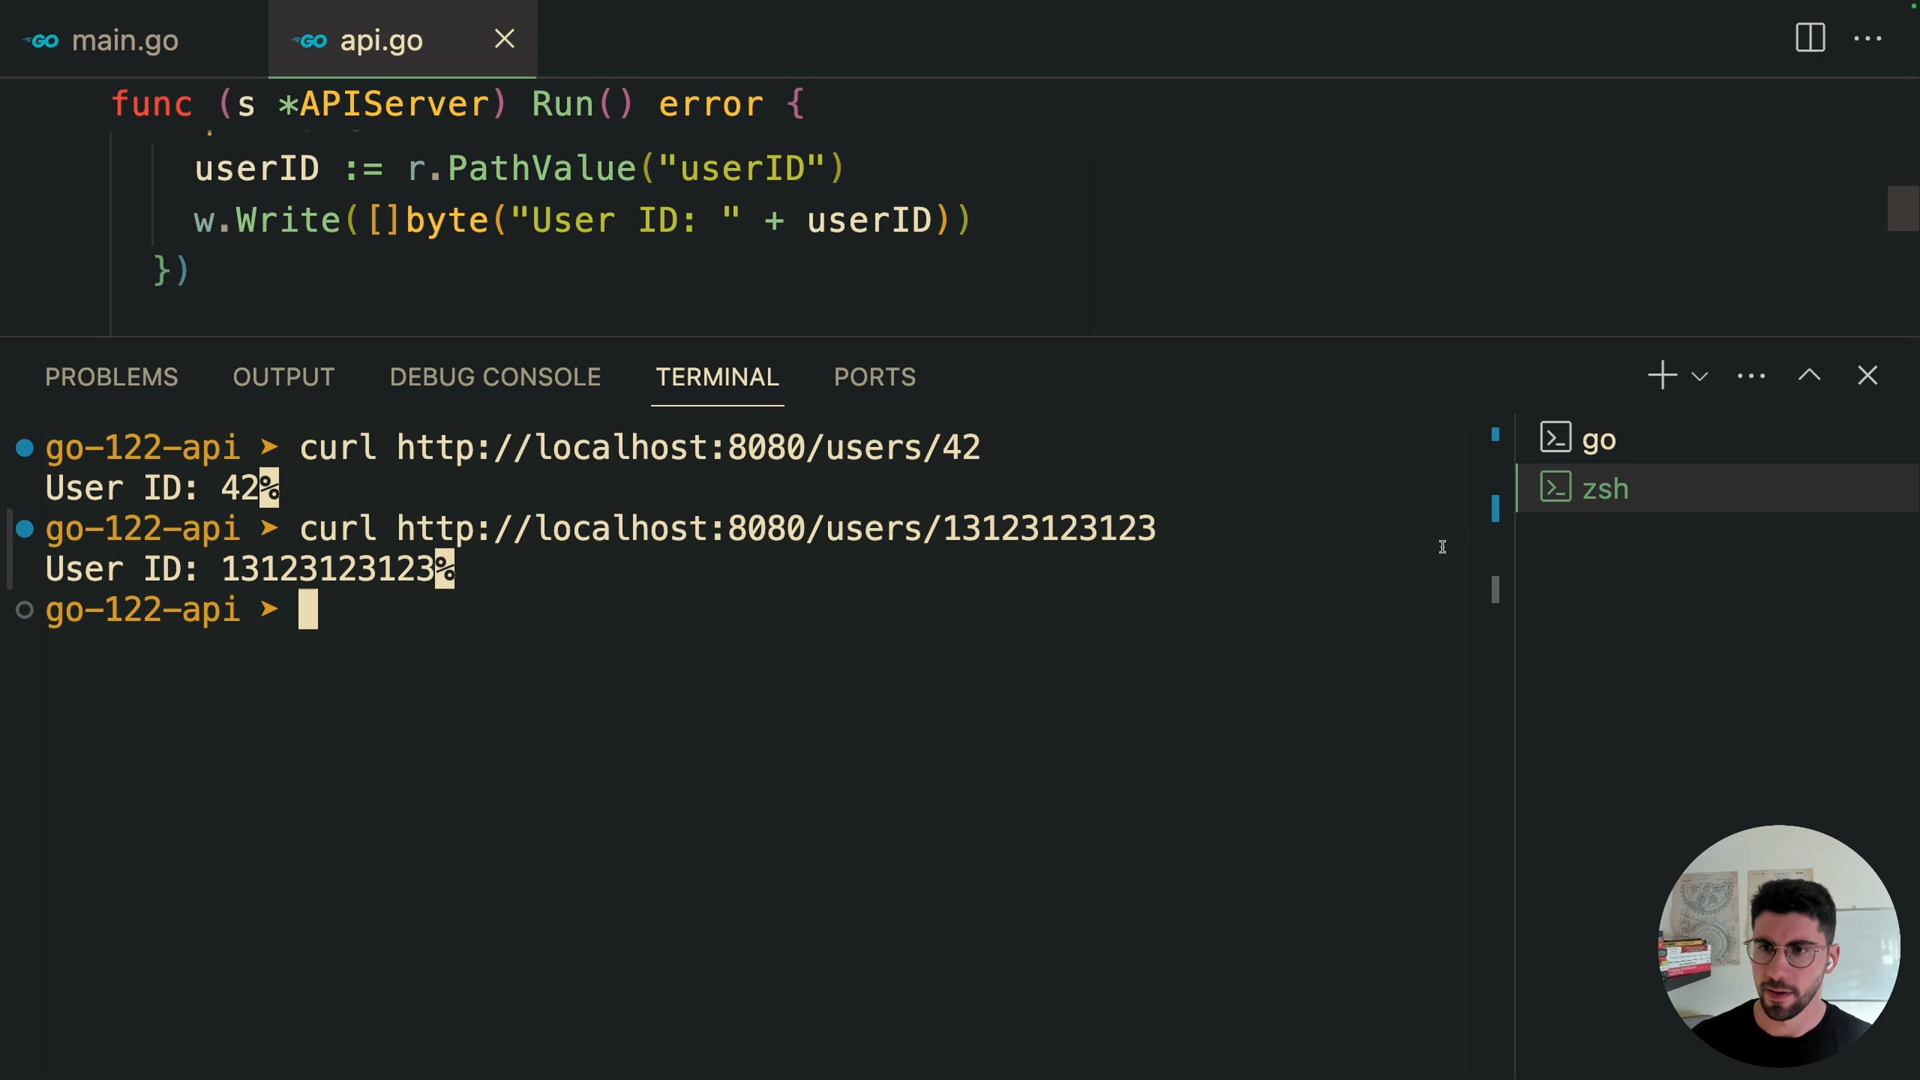 GO main.go
GO api.go
func (s *APIServer) Run() error {
userID := r.PathValue("userID")
w.Write([]byte("User ID: " + userID))
})
PROBLEMS OUTPUT DEBUG CONSOLE TERMINAL PORTS
go-122-api ➤ curl http://localhost:8080/users/42
User ID: 42%
go-122-api ➤ curl http://localhost:8080/users/13123123123
User ID: 13123123123%
go-122-api ➤
go
zsh